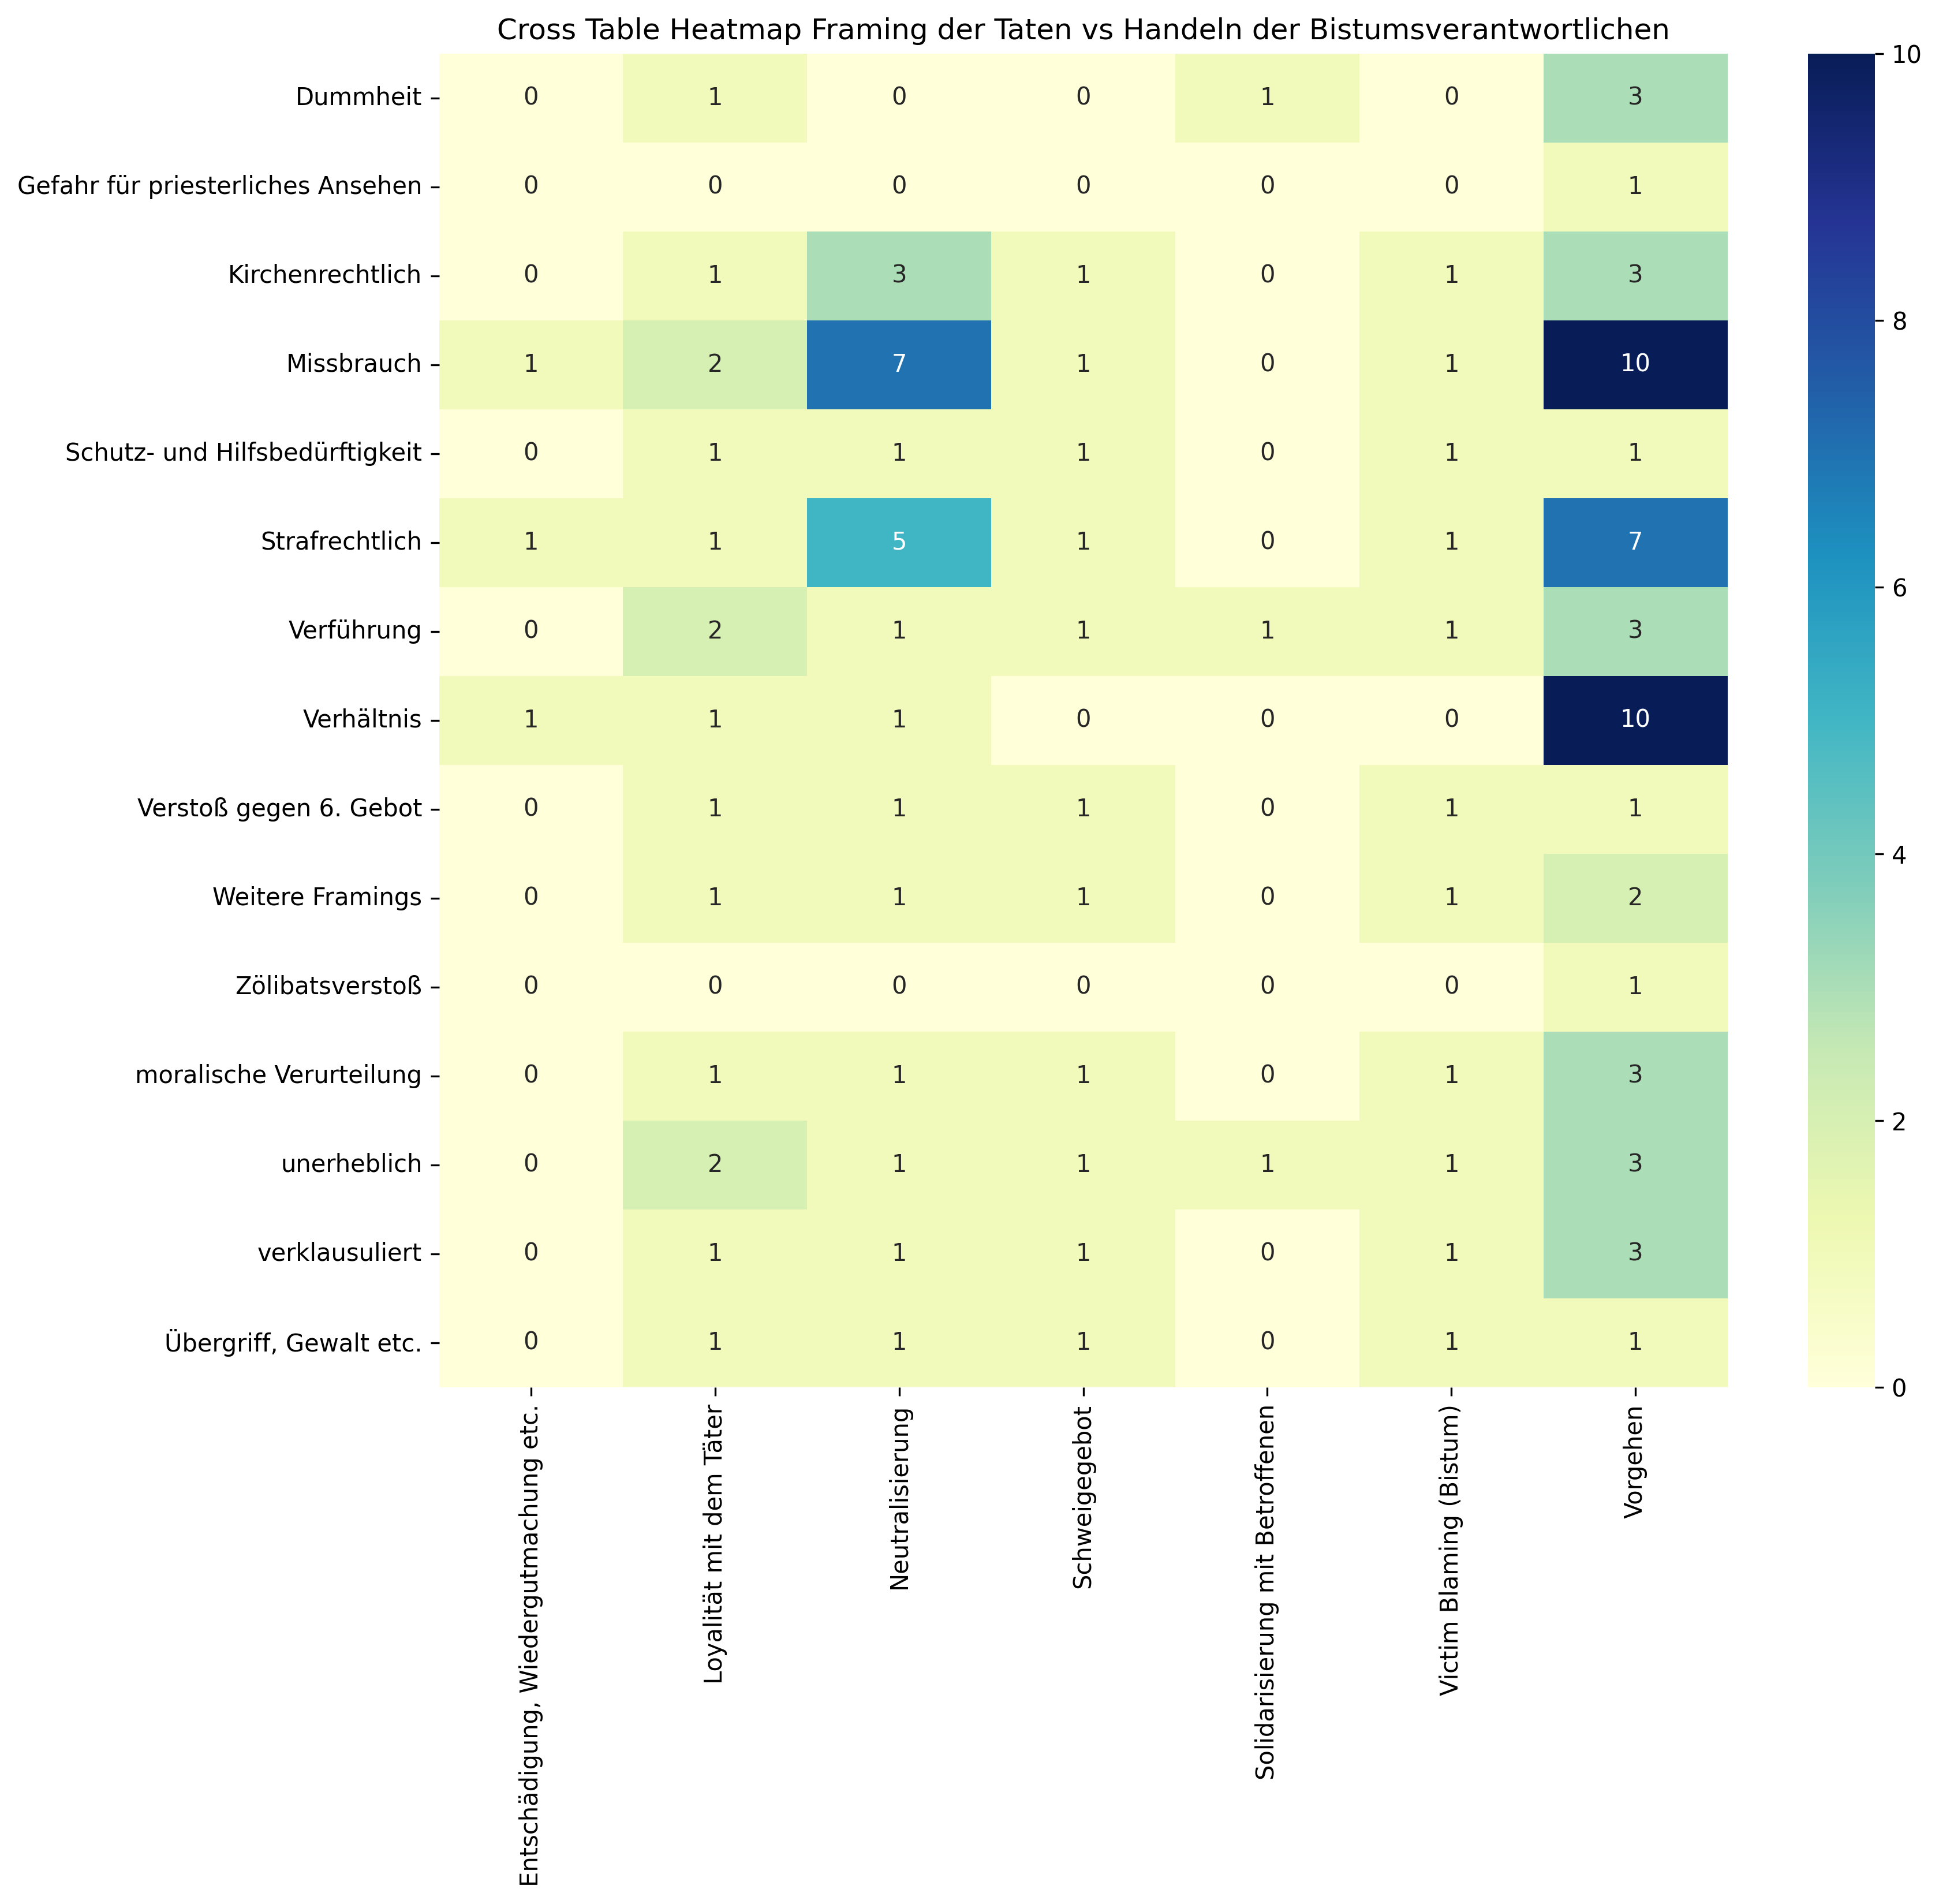 Cross Table Heatmap Framing der Taten vs Handeln der Bistumsverantwortlichen
Dummheit 0 1 0 0 1 0 3
Gefahr für priesterliches Ansehen 0 0 0 0 0 0 1
Kirchenrechtlich 0 1 3 1 0 1 3
Missbrauch 1 2 7 1 0 1 10
Schutz- und Hilfsbedürftigkeit 0 1 1 1 0 1 1
Strafrechtlich 1 1 5 1 0 1 7
Verführung 0 2 1 1 1 1 3
Verhältnis 1 1 1 0 0 0 10
Verstoß gegen 6. Gebot 0 1 1 1 0 1 1
Weitere Framings 0 1 1 1 0 1 2
Zölibatsverstoß 0 0 0 0 0 0 1
moralische Verurteilung 0 1 1 1 0 1 3
unerheblich 0 2 1 1 1 1 3
verklausuliert 0 1 1 1 0 1 3
Übergriff, Gewalt etc. 0 1 1 1 0 1 1
Entschädigung, Wiedergutmachung etc.
Loyalität mit dem Täter
Neutralisierung
Schweigegebot
Solidarisierung mit Betroffenen
Victim Blaming (Bistum)
Vorgehen
10
8
6
4
2
0